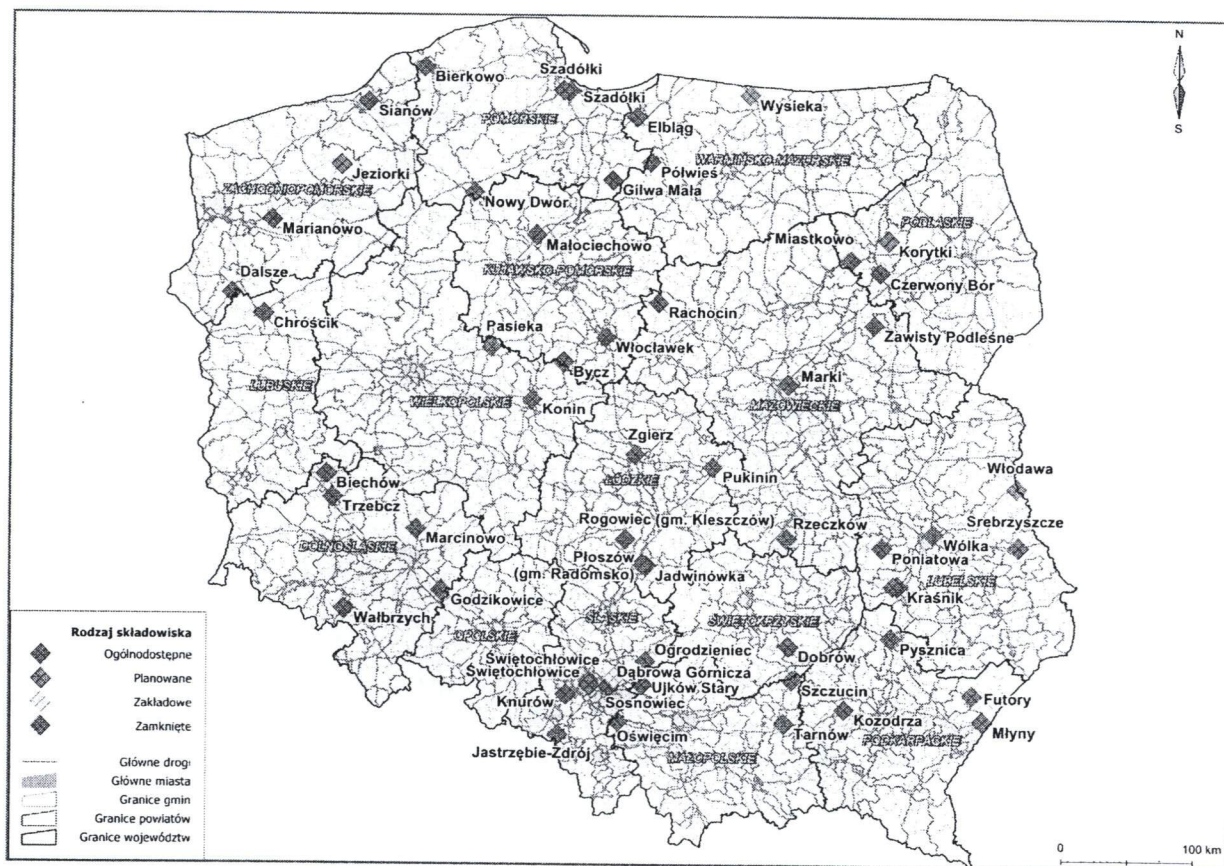 N
S
Bierkowo
Szadółki
Szadółki
Sianów
Wysieka
Elbląg
POMORSKIE
WARMIŃSKO-MAZURSKIE
Jeziorki
Półwieś
Gilwa Mała
ZACHODNIOPOMORSKIE
Nowy Dwór
Marianowo
PODLASKIE
Małociechowo
Miastkowo
Korytki
KUJAWSKO-POMORSKIE
Czerwony Bór
Dalsze
Rachocin
Chróścik
Zawisty Podleśne
Pasieka
Włocławek
Bycz
Marki
LUBUSKIE
WIELKOPOLSKIE
Konin
MAZOWIECKIE
Zgierz
Włodawa
Biechów
ŁÓDZKIE
Pukinin
Trzebcz
Rogowiec (gm. Kleszczów)
Rzeczków
Srebrzyszcze
Marcinowo
Wólka
DOLNOŚLĄSKIE
Płoszów
(gm. Radomsko)
Poniatowa
Jadwinówka
LUBELSKIE
Godzikowice
Kraśnik
Wałbrzych
ŚLĄSKIE
ŚWIĘTOKRZYSKIE
OPOLSKIE
Pysznica
Ogrodzieniec
Dobrów
Świętochłowice
Świętochłowice
Dąbrowa Górnicza
Ujków Stary
Szczucin
Knurów
Sosnowiec
Futory
Kozodrza
Oświęcim
Tarnów
Młyny
Jastrzębie-Zdrój
PODKARPACKIE
MAŁOPOLSKIE
Rodzaj składowiska
Ogólnodostępne
Planowane
Zakładowe
Zamknięte
Główne drogi
Główne miasta
Granice gmin
Granice powiatów
Granice województw
0 100 km